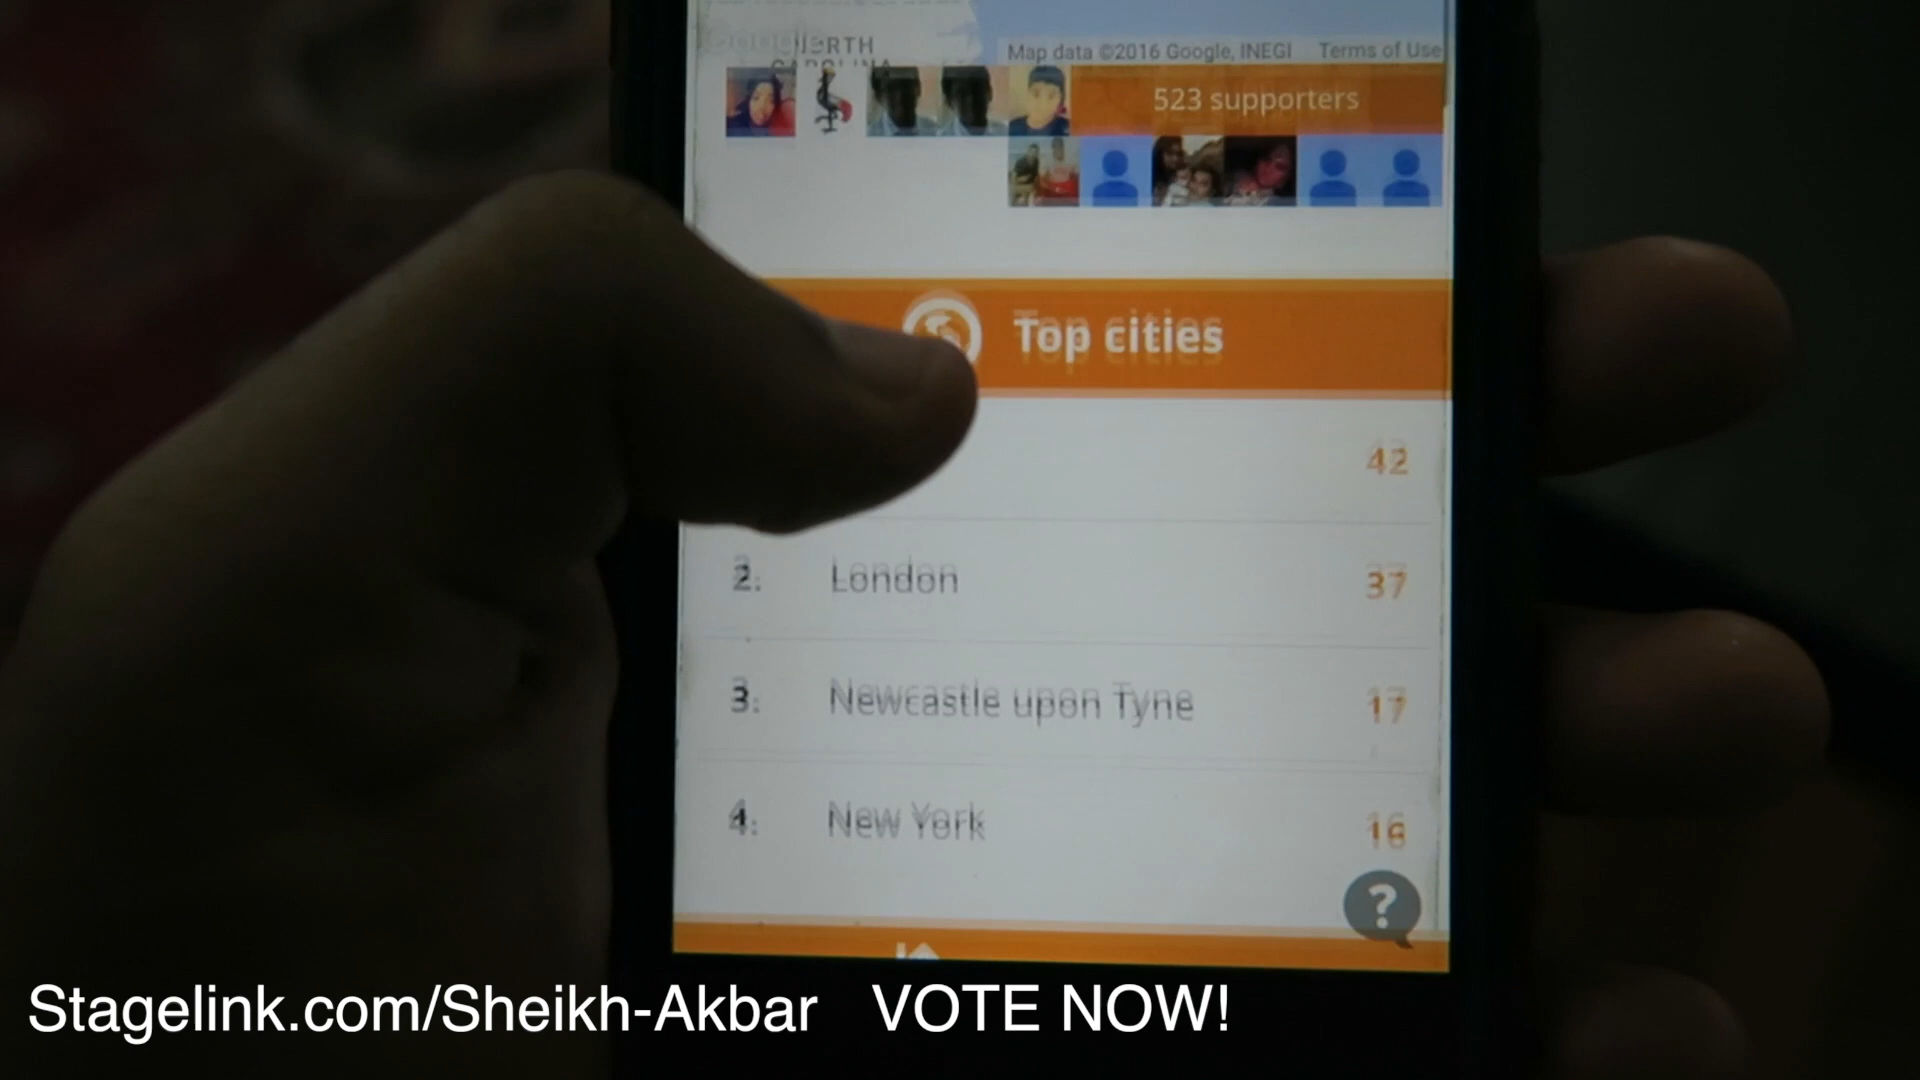 Map data ©2016 Google, INEGI Terms of Use
523 supporters
Top cities
42
2. London 37
3. Newcastle upon Tyne 17
4. New York 16
?
Stagelink.com/Sheikh-Akbar VOTE NOW!